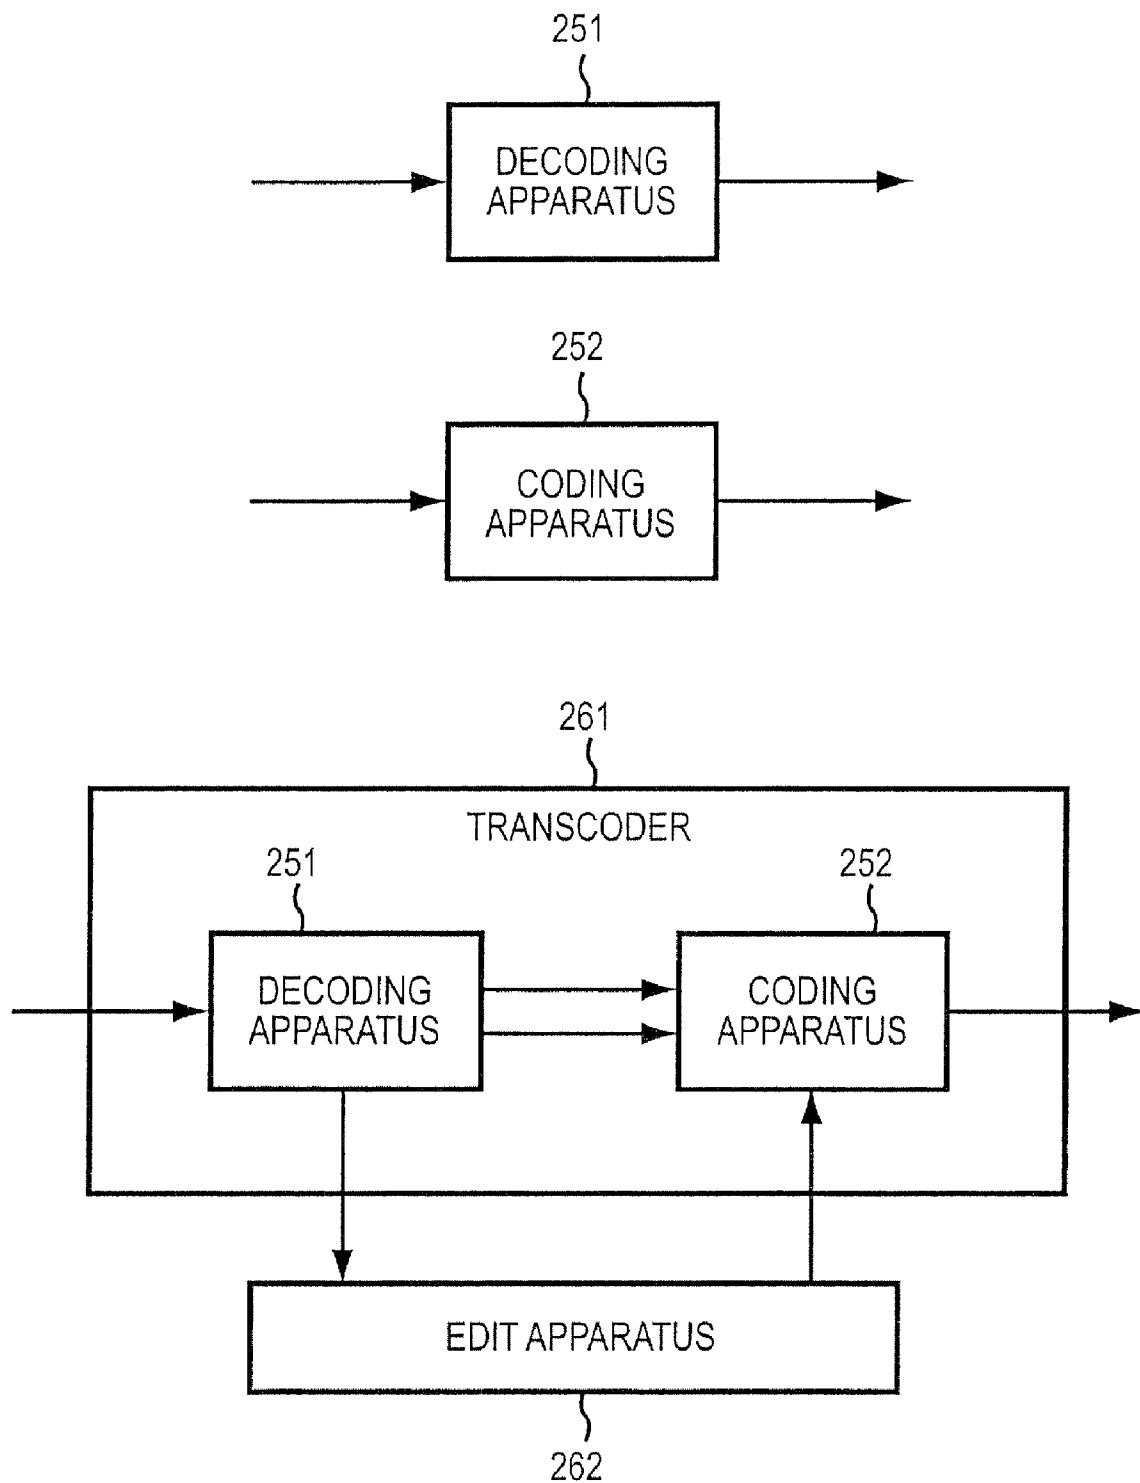 251
DECODING
APPARATUS
252
CODING
APPARATUS
261
TRANSCODER
251
252
DECODING
APPARATUS
CODING
APPARATUS
EDIT APPARATUS
262